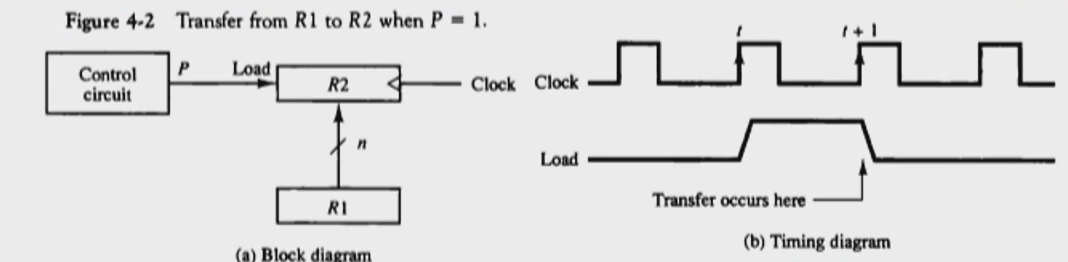 Figure 4-2 Transfer from R1 to R2 when P = 1.
Control
circuit
P
Load
R2
Clock
n
R1
(a) Block diagram
t
t + 1
Clock
Load
Transfer occurs here
(b) Timing diagram